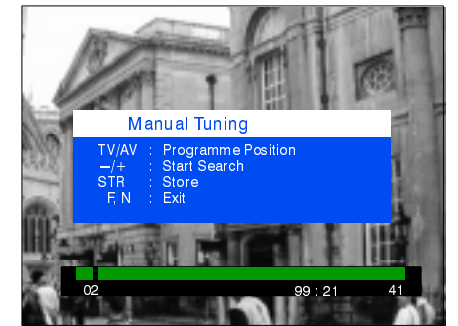 Manual Tuning
TV/AV : Programme Position
−/+ : Start Search
STR : Store
F, N : Exit
02 99 : 21 41